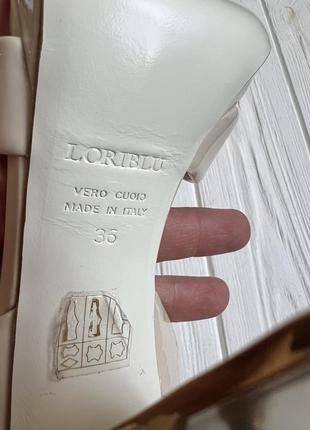 LORIBLU
VERO CUOIO
MADE IN ITALY
36